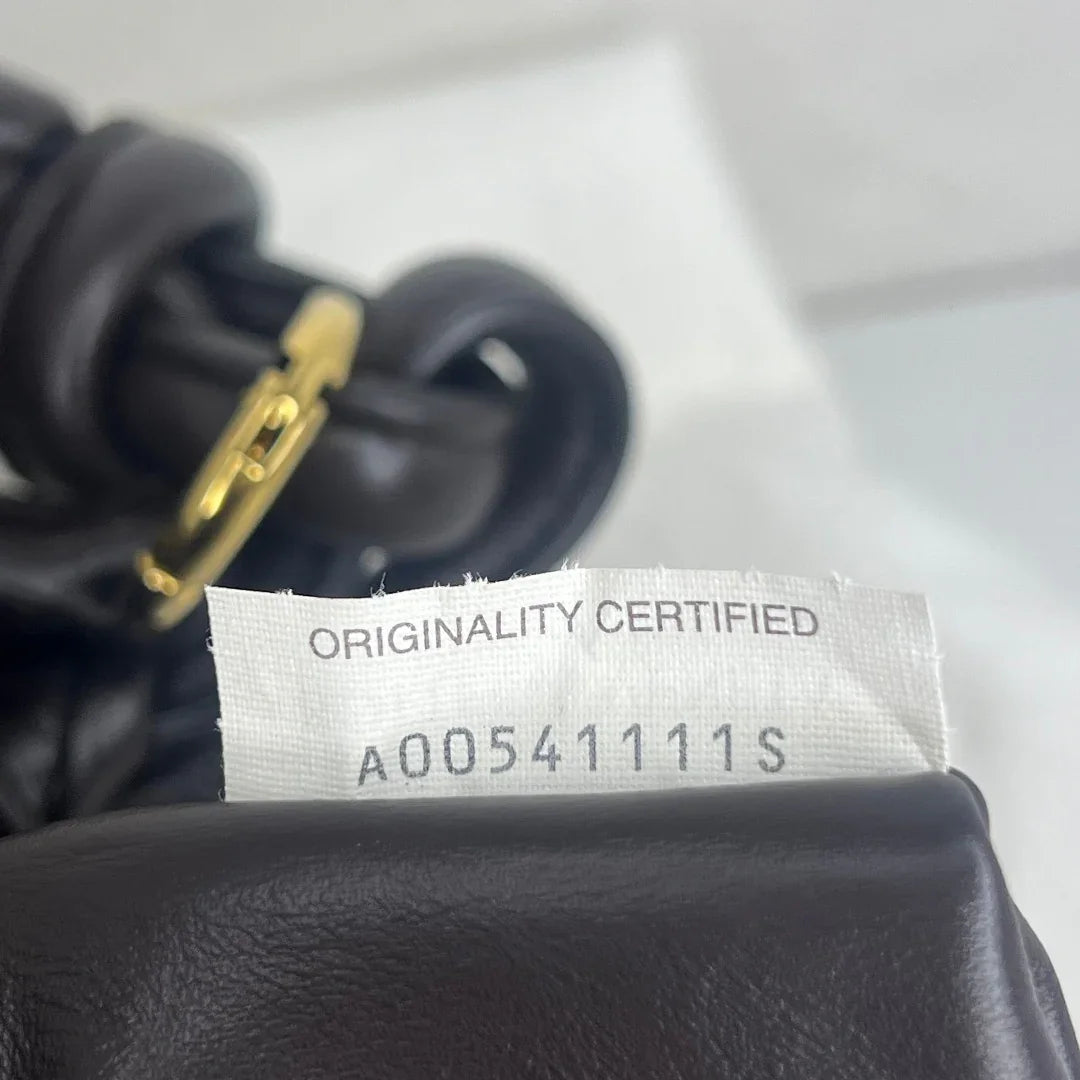 ORIGINALITY CERTIFIED
A00541111S